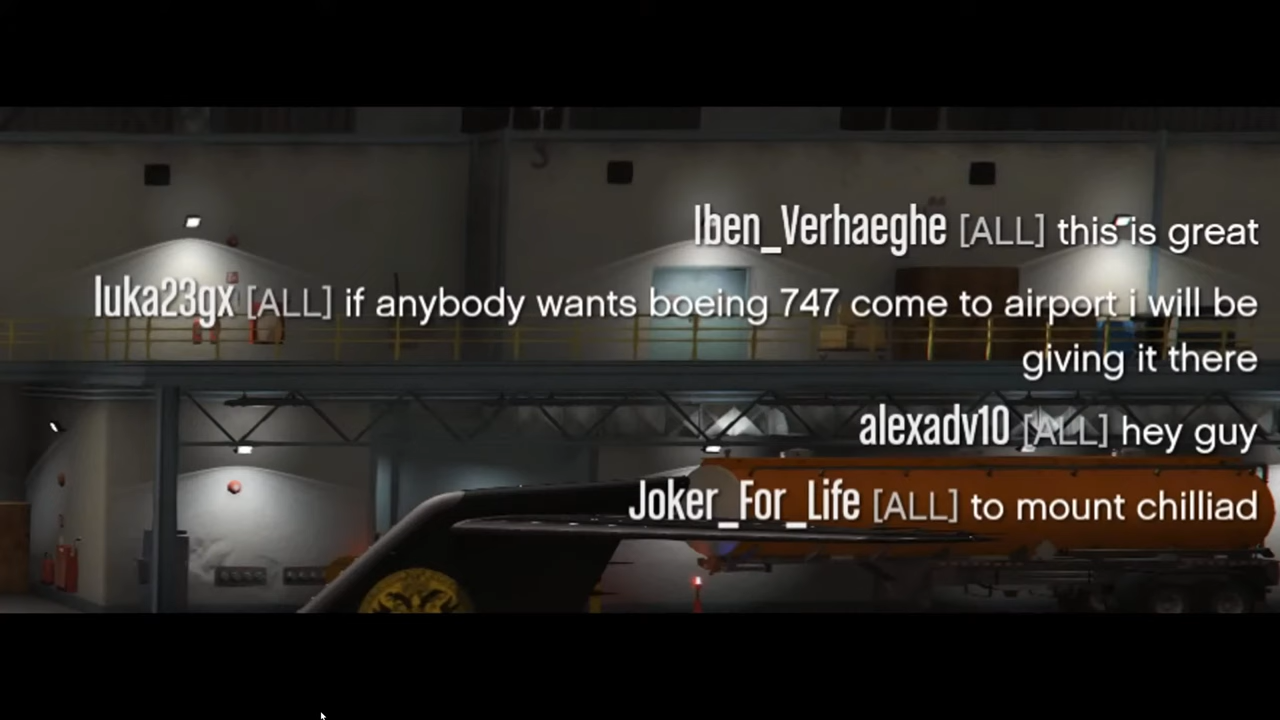 Iben_Verhaeghe [ALL] this is great
luka23gx [ALL] if anybody wants boeing 747 come to airport i will be
giving it there
alexadv10 [ALL] hey guy
Joker_For_Life [ALL] to mount chilliad